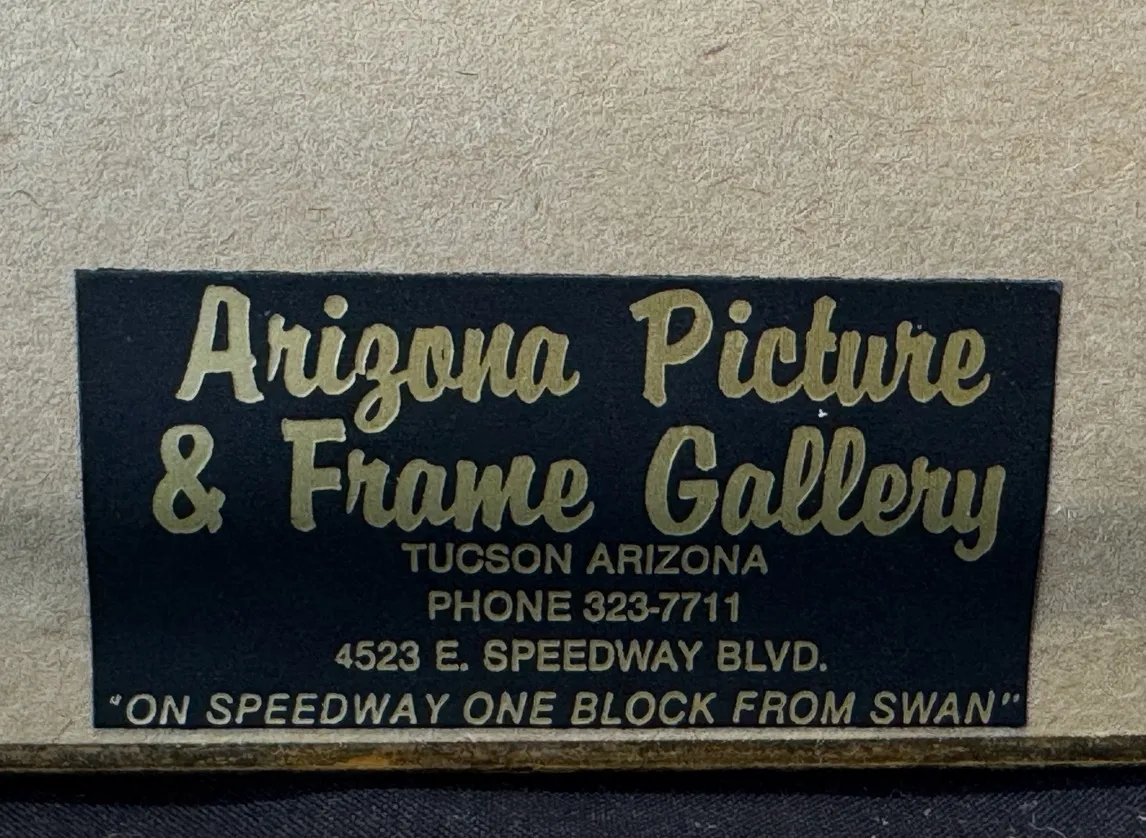 Arizona Picture
& Frame Gallery
TUCSON ARIZONA
PHONE 323-7711
4523 E. SPEEDWAY BLVD.
"ON SPEEDWAY ONE BLOCK FROM SWAN"